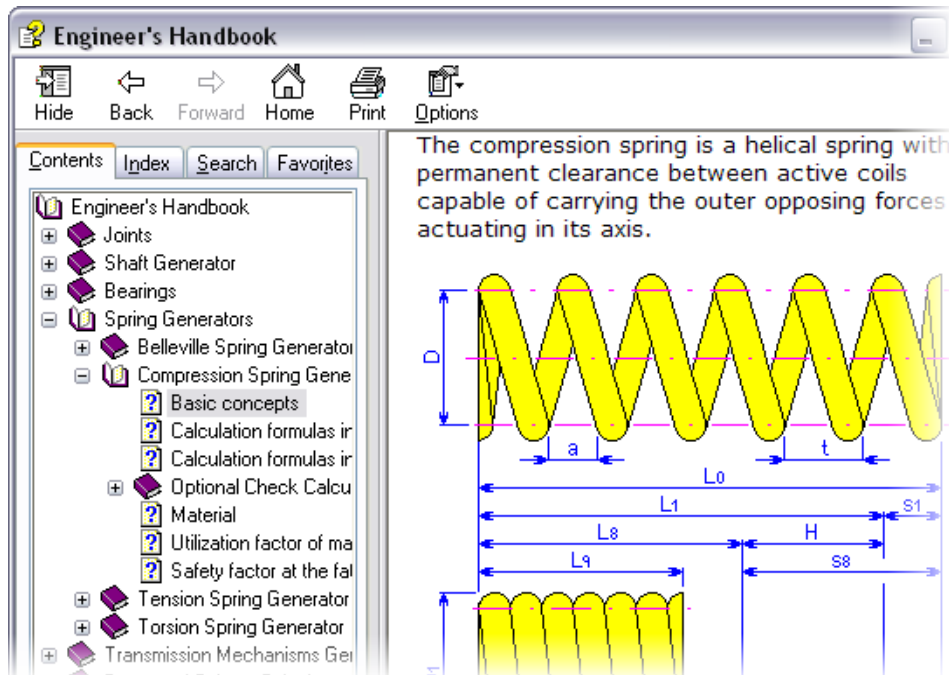 Engineer's Handbook
Hide Back Forward Home Print Options
Contents Index Search Favorites
Engineer's Handbook
Joints
Shaft Generator
Bearings
Spring Generators
Belleville Spring Generator
Compression Spring Gene
Basic concepts
Calculation formulas ir
Calculation formulas ir
Optional Check Calcu
Material
Utilization factor of ma
Safety factor at the fal
Tension Spring Generator
Torsion Spring Generator
Transmission Mechanisms Gei
The compression spring is a helical spring with
permanent clearance between active coils
capable of carrying the outer opposing forces
actuating in its axis.
D
a t
L0
L1 S1
L8 H
L9 S8